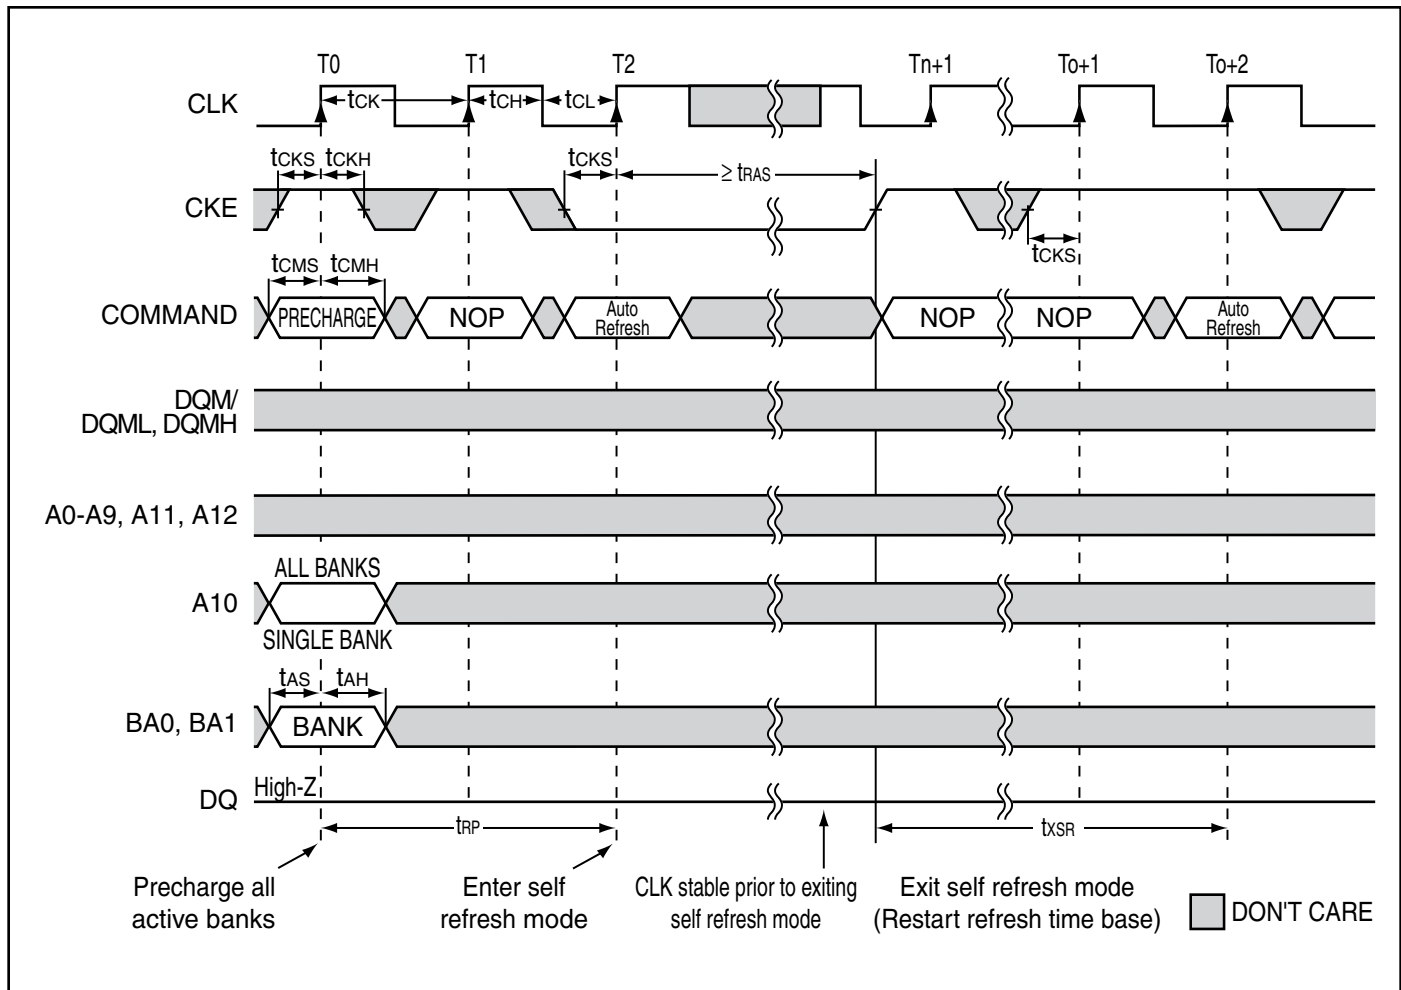 T0 T1 T2 Tn+1 To+1 To+2
CLK tCK tCH tCL
tCKS tCKH tCKS ≥ tRAS
CKE
tCKS
tCMS tCMH
COMMAND PRECHARGE NOP Auto Refresh NOP NOP Auto Refresh
DQM/
DQML, DQMH
A0-A9, A11, A12
ALL BANKS
A10
SINGLE BANK
tAS tAH
BA0, BA1 BANK
DQ High-Z
tRP tXSR
Precharge all
active banks
Enter self
refresh mode
CLK stable prior to exiting
self refresh mode
Exit self refresh mode
(Restart refresh time base)
DON'T CARE